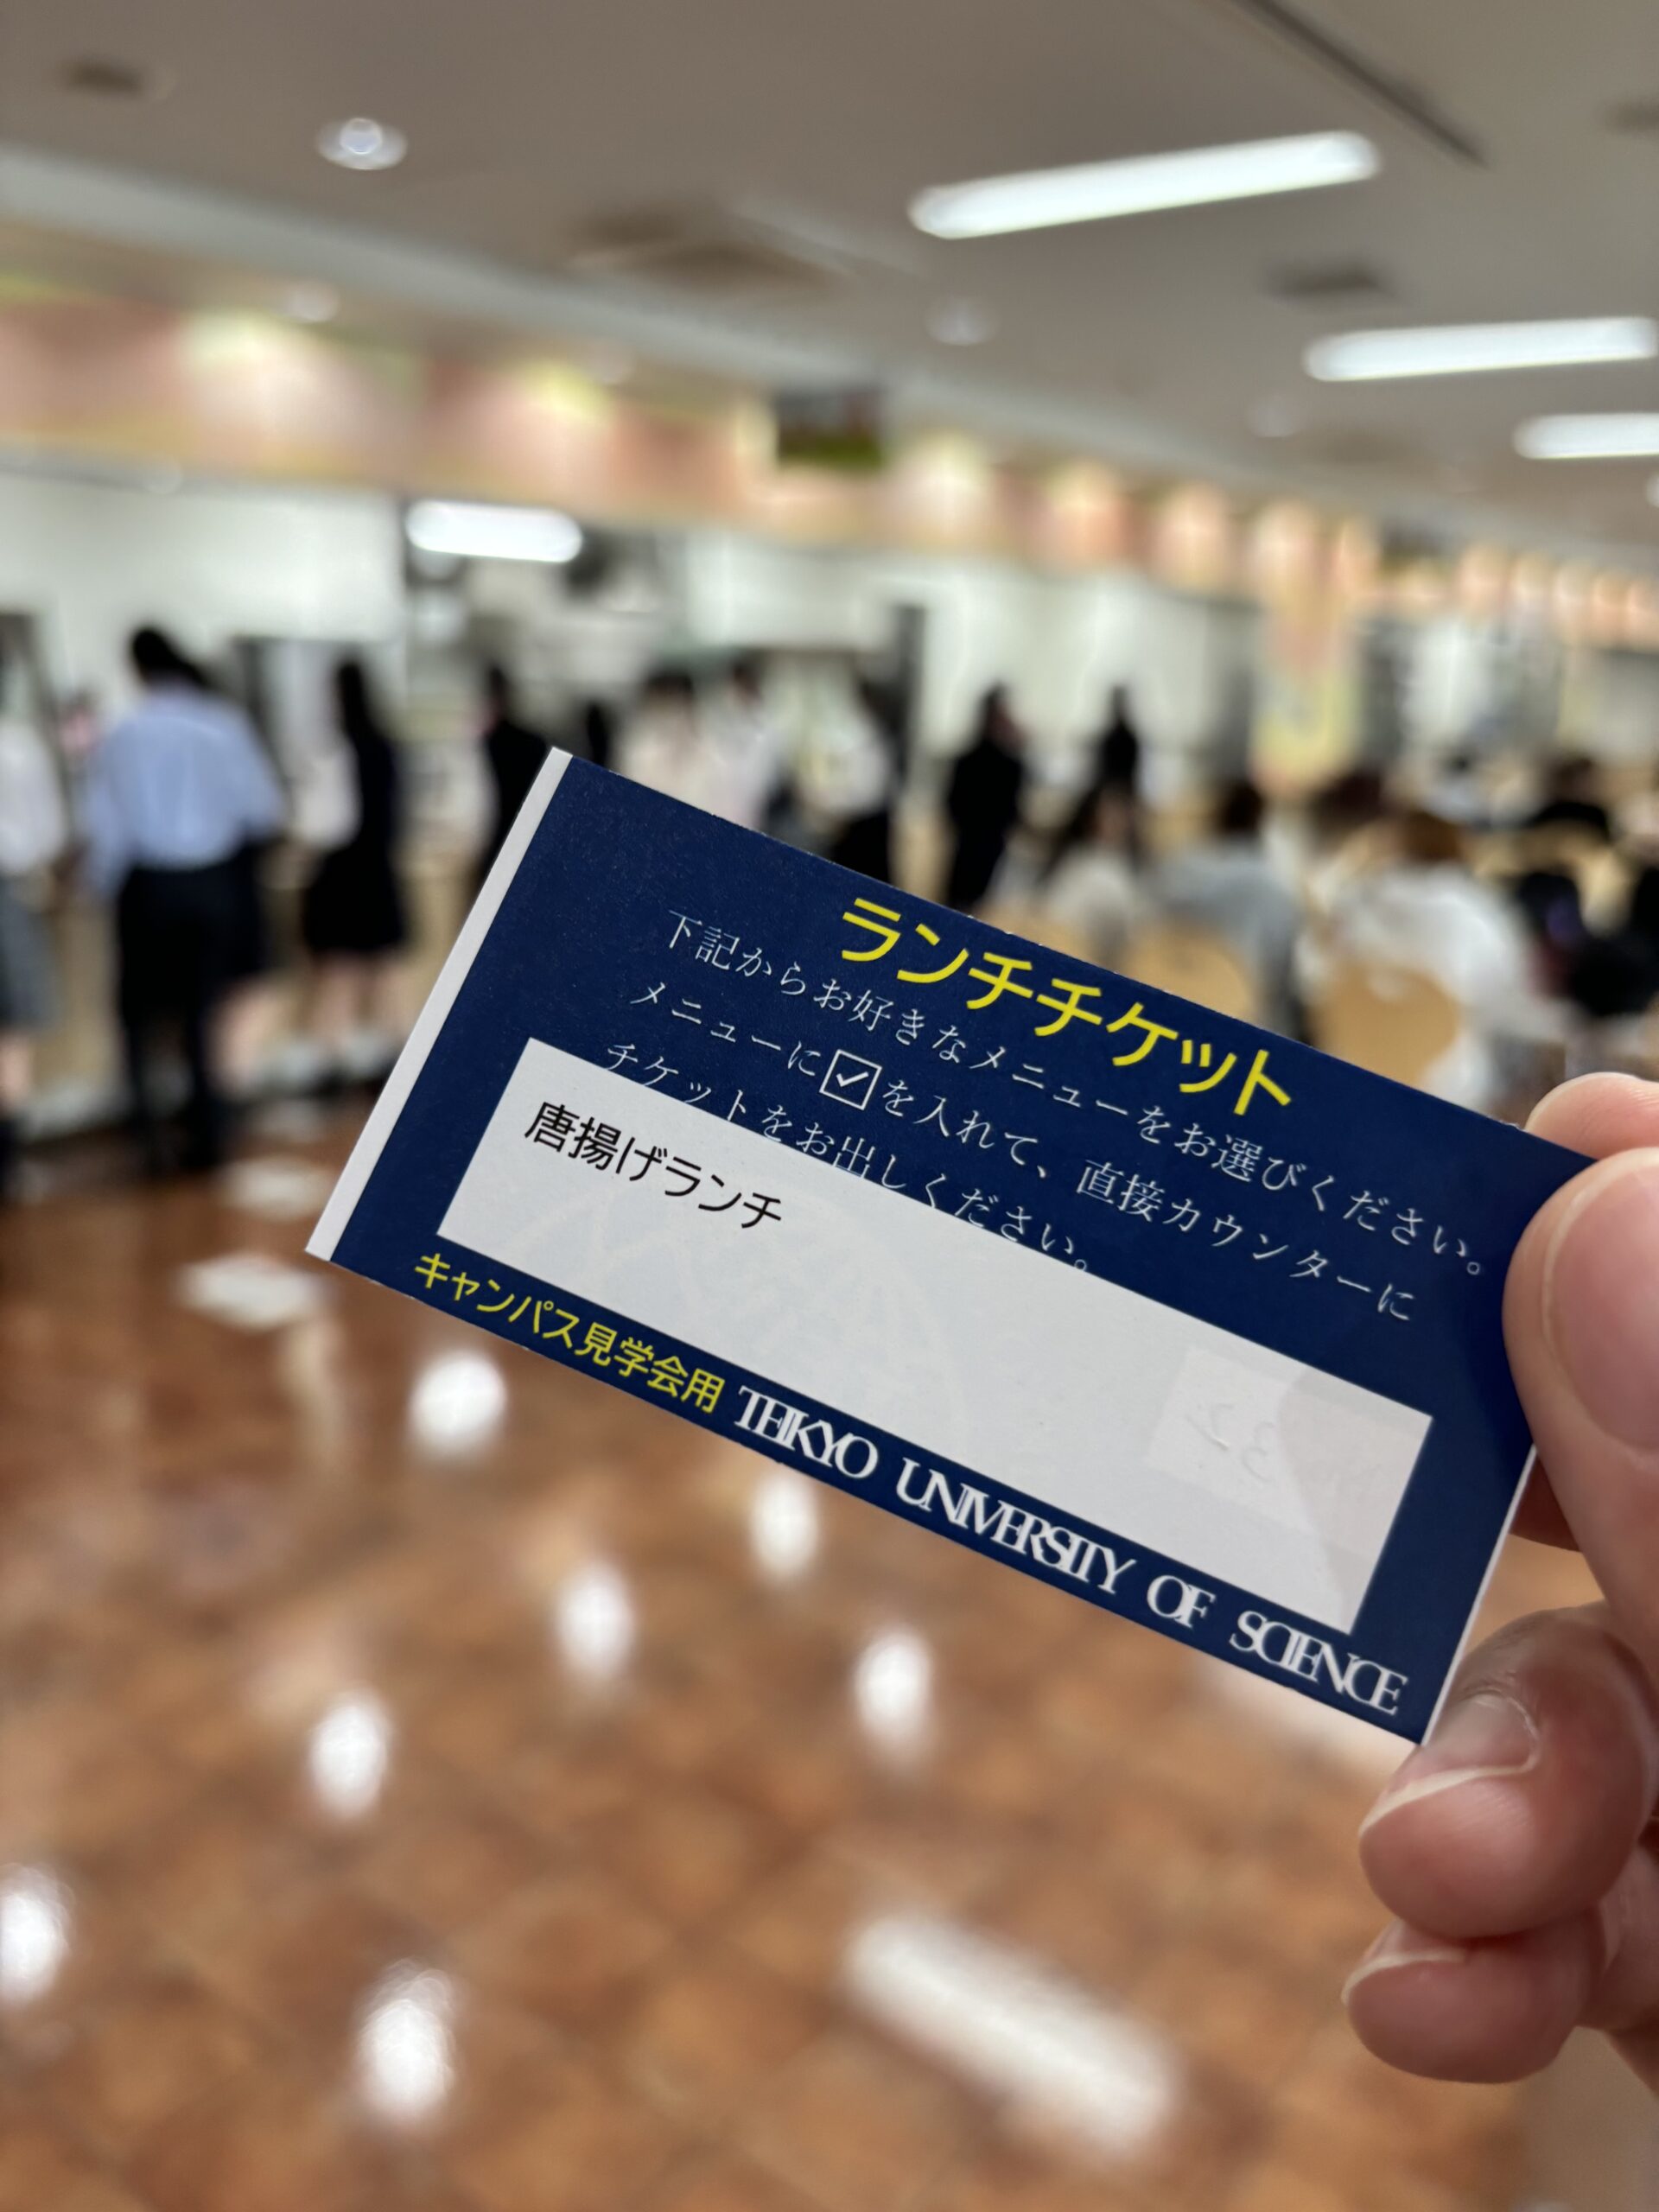 ランチチケット
下記からお好きなメニューをお選びください。
メニューに☑を入れて、直接カウンターに
チケットをお出しください。
唐揚げランチ
キャンパス見学会用 TEIKYO UNIVERSITY OF SCIENCE